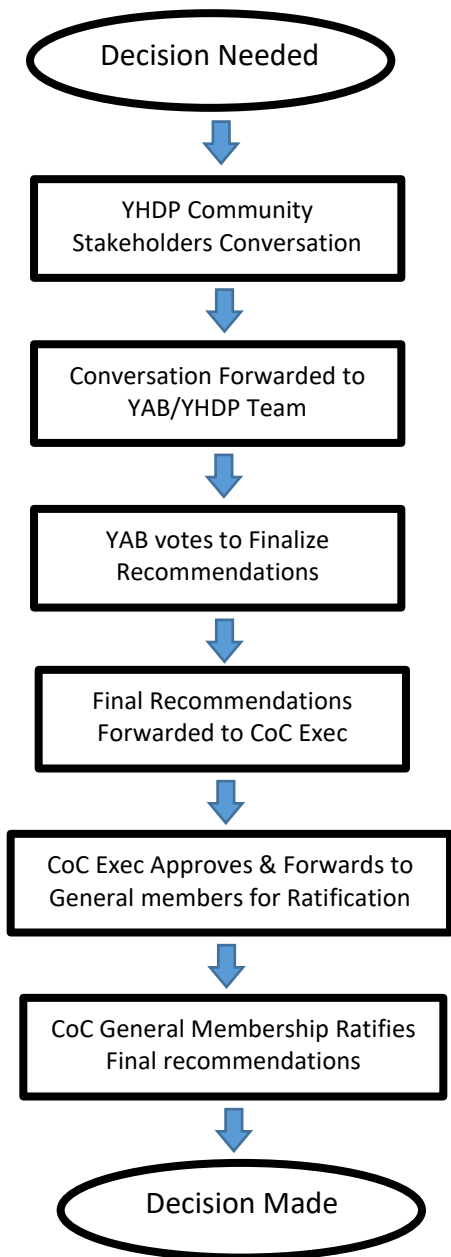 Decision Needed
YHDP Community
Stakeholders Conversation
Conversation Forwarded to
YAB/YHDP Team
YAB votes to Finalize
Recommendations
Final Recommendations
Forwarded to CoC Exec
CoC Exec Approves & Forwards to
General members for Ratification
CoC General Membership Ratifies
Final recommendations
Decision Made